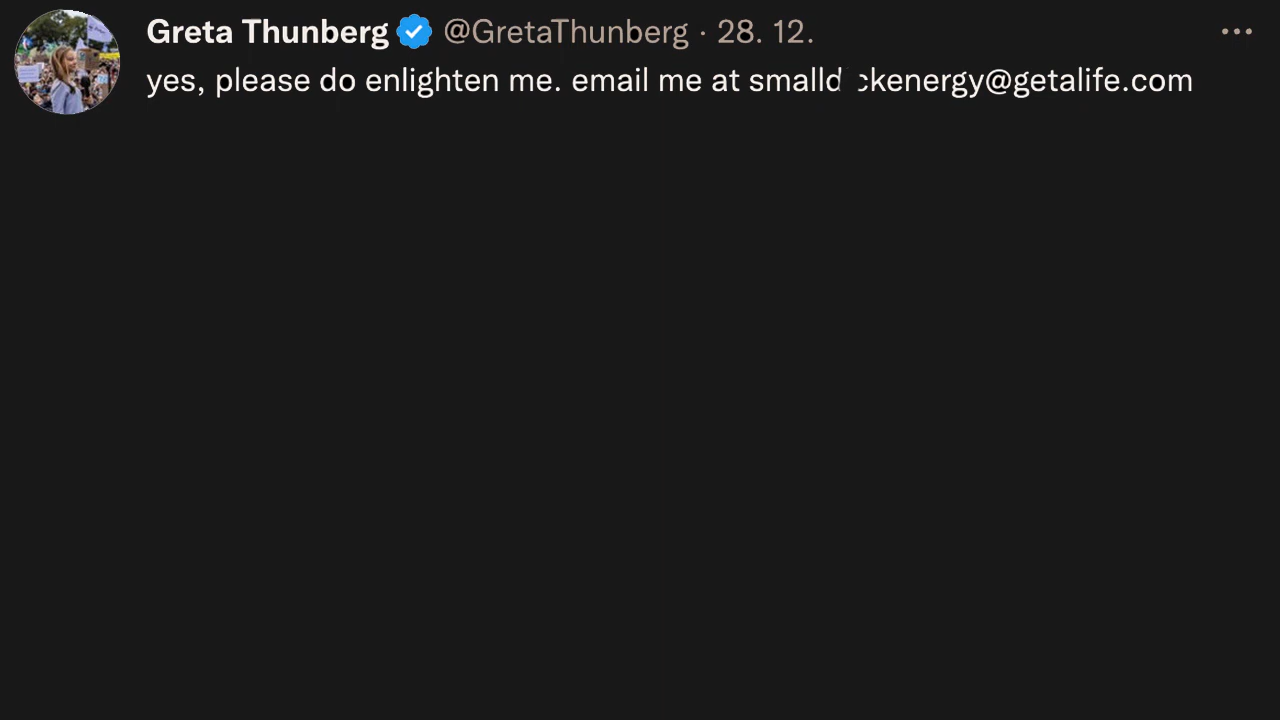 Greta Thunberg @GretaThunberg · 28. 12.
yes, please do enlighten me. email me at smalld ckenergy@getalife.com